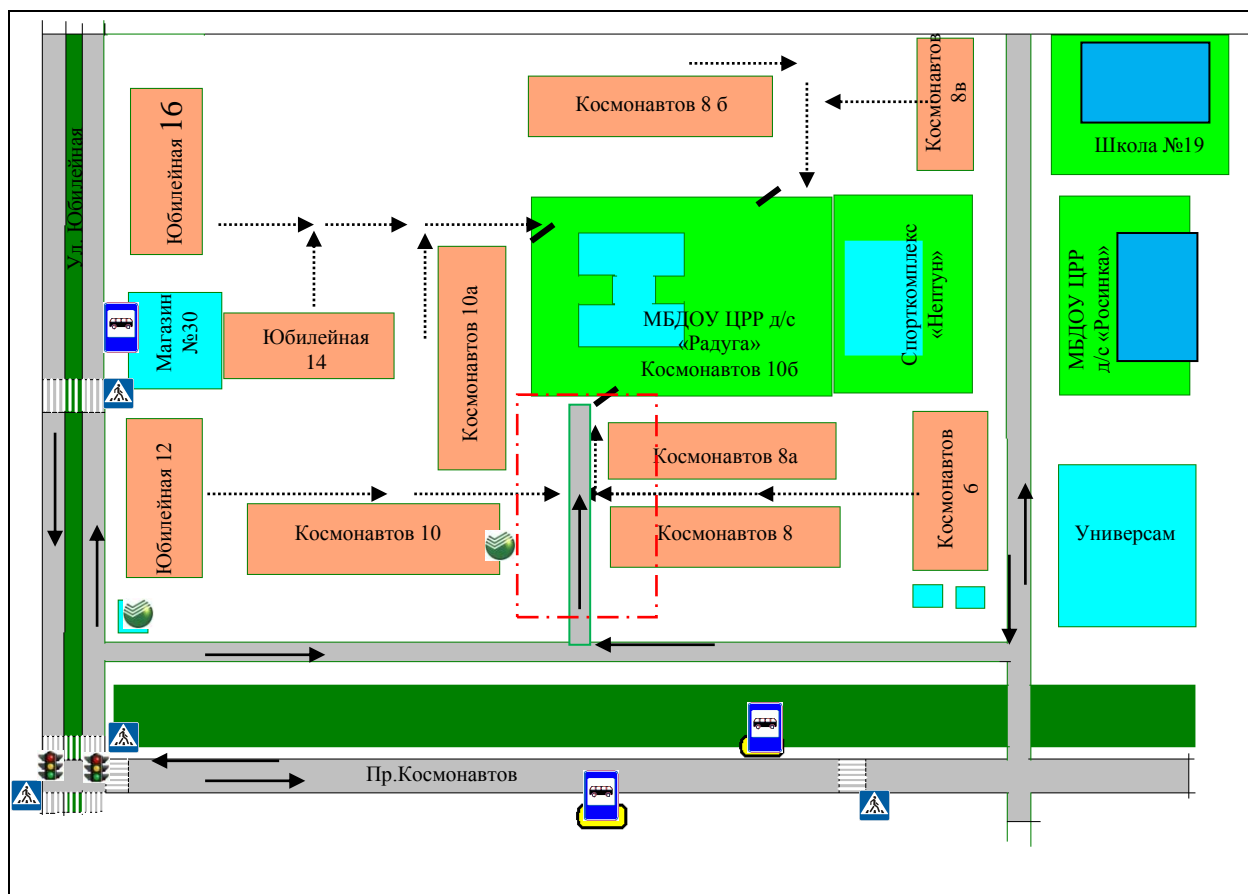 Ул. Юбилейная
Юбилейная 16
Космонавтов 8 б
Космонавтов
8в
Школа №19
Магазин
№30
Юбилейная
14
Космонавтов 10а
МБДОУ ЦРР д/с
«Радуга»
Космонавтов 10б
Спорткомплекс
«Нептун»
МБДОУ ЦРР
д/с «Росинка»
Юбилейная 12
Космонавтов 10
Космонавтов 8а
Космонавтов 8
Космонавтов
6
Универсам
Пр.Космонавтов